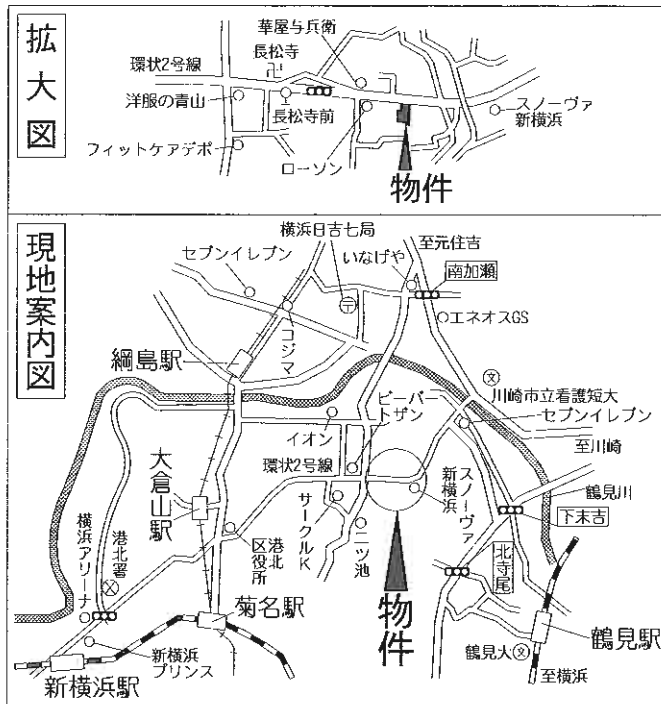 拡大図
華屋与兵衛
長松寺
環状2号線
洋服の青山
長松寺前
スノーヴァ
新横浜
フィットケアデポ
ローソン
物件
現地案内図
横浜日吉七局
至元住吉
セブンイレブン
いなげや
南加瀬
〒
エネオスGS
コジマ
綱島駅
文
川崎市立看護短大
ビーバー
トザン
セブンイレブン
イオン
至川崎
環状2号線
スノーヴァ
新横浜
鶴見川
大倉山駅
サークルK
下末吉
横浜アリーナ
港北署
港北
区役所
二ツ池
北寺尾
物件
菊名駅
鶴見駅
鶴見大
文
新横浜
プリンス
至横浜
新横浜駅